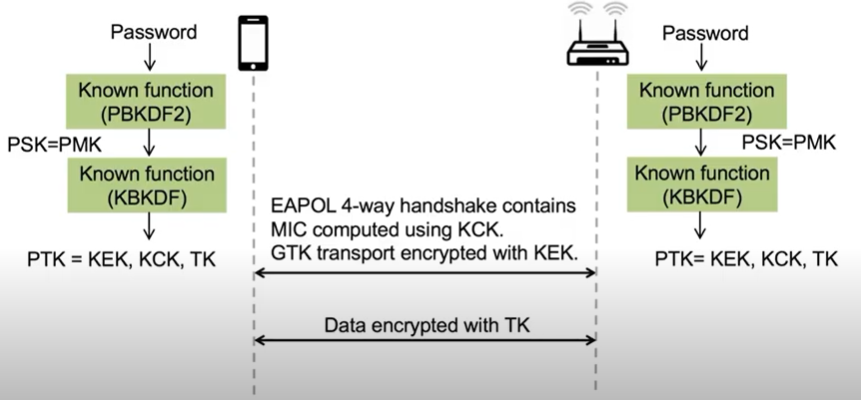 Password
Known function
(PBKDF2)
PSK=PMK
Known function
(KBKDF)
PTK = KEK, KCK, TK
EAPOL 4-way handshake contains
MIC computed using KCK.
GTK transport encrypted with KEK.
Data encrypted with TK
Password
Known function
(PBKDF2)
PSK=PMK
Known function
(KBKDF)
PTK= KEK, KCK, TK